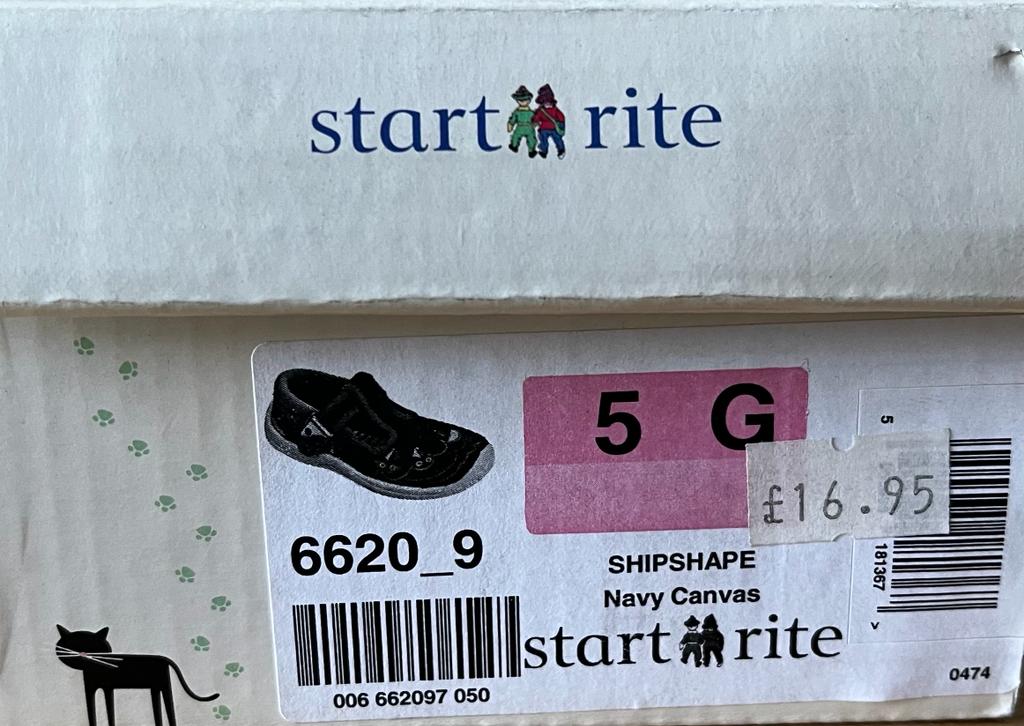 start rite
5 G
£16.95
6620_9
SHIPSHAPE
Navy Canvas
start rite
006 662097 050
5
181367 >
0474